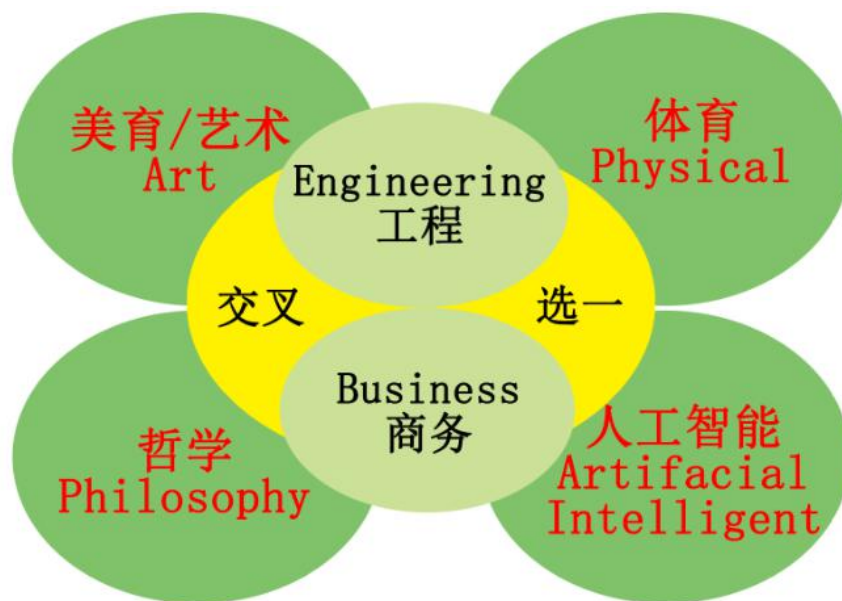 美育/艺术
Art
体育
Physical
Engineering
工程
交叉
选一
Business
商务
哲学
Philosophy
人工智能
Artifacial
Intelligent